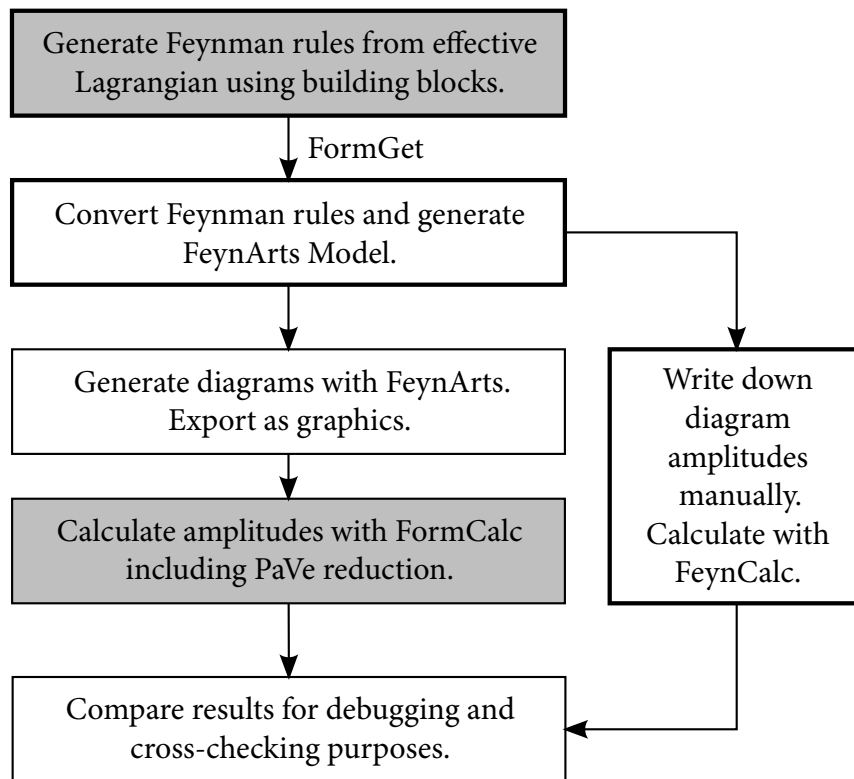 Generate Feynman rules from effective
Lagrangian using building blocks.
FormGet
Convert Feynman rules and generate
FeynArts Model.
Generate diagrams with FeynArts.
Export as graphics.
Write down
diagram
amplitudes
manually.
Calculate with
FeynCalc.
Calculate amplitudes with FormCalc
including PaVe reduction.
Compare results for debugging and
cross-checking purposes.